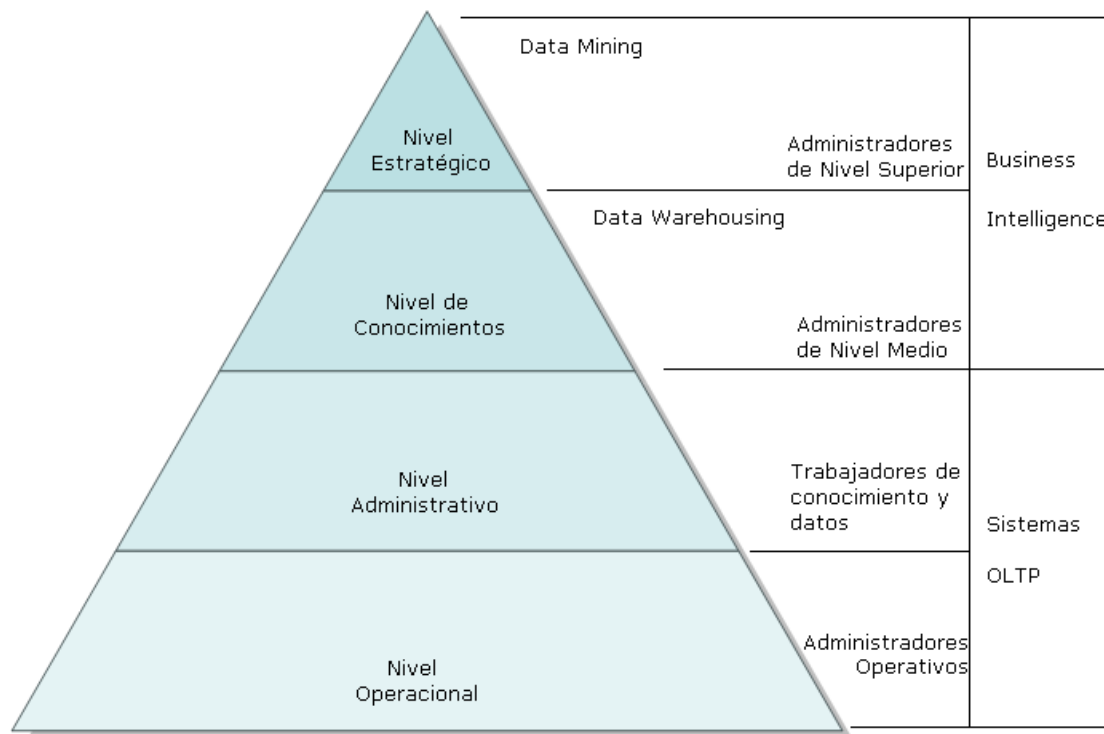 Data Mining
Nivel
Estratégico
Administradores
de Nivel Superior
Business
Intelligence
Data Warehousing
Nivel de
Conocimientos
Administradores
de Nivel Medio
Nivel
Administrativo
Trabajadores de
conocimiento y
datos
Sistemas
OLTP
Nivel
Operacional
Administradores
Operativos